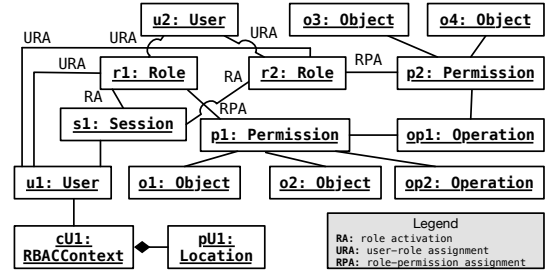 u2: User
o3: Object
o4: Object
URA
URA
URA
URA
r1: Role
RA
r2: Role
RPA
p2: Permission
RA
RPA
s1: Session
p1: Permission
op1: Operation
u1: User
o1: Object
o2: Object
op2: Operation
cU1:
RBACContext
pU1:
Location
Legend
RA: role activation
URA: user-role assignment
RPA: role-permission assignment